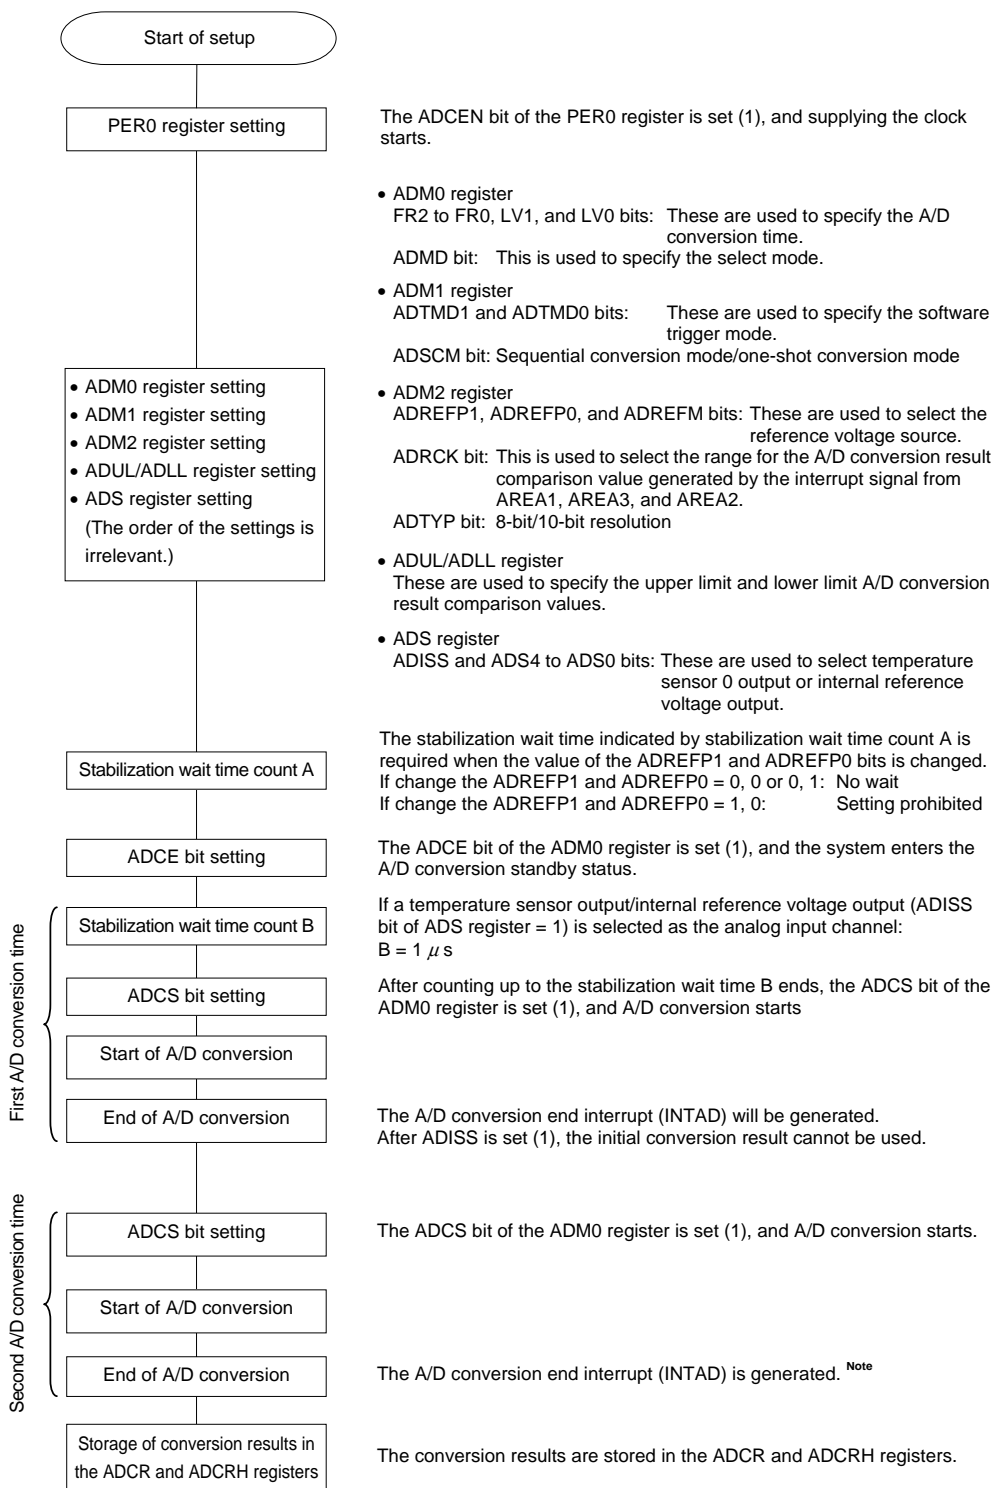 Start of setup
PER0 register setting
The ADCEN bit of the PER0 register is set (1), and supplying the clock
starts.
• ADM0 register
FR2 to FR0, LV1, and LV0 bits: These are used to specify the A/D
conversion time.
ADMD bit: This is used to specify the select mode.
• ADM1 register
ADTMD1 and ADTMD0 bits: These are used to specify the software
trigger mode.
ADSCM bit: Sequential conversion mode/one-shot conversion mode
• ADM0 register setting
• ADM1 register setting
• ADM2 register setting
• ADUL/ADLL register setting
• ADS register setting
(The order of the settings is
irrelevant.)
• ADM2 register
ADREFP1, ADREFP0, and ADREFM bits: These are used to select the
reference voltage source.
ADRCK bit: This is used to select the range for the A/D conversion result
comparison value generated by the interrupt signal from
AREA1, AREA3, and AREA2.
ADTYP bit: 8-bit/10-bit resolution
• ADUL/ADLL register
These are used to specify the upper limit and lower limit A/D conversion
result comparison values.
• ADS register
ADISS and ADS4 to ADS0 bits: These are used to select temperature
sensor 0 output or internal reference
voltage output.
Stabilization wait time count A
The stabilization wait time indicated by stabilization wait time count A is
required when the value of the ADREFP1 and ADREFP0 bits is changed.
If change the ADREFP1 and ADREFP0 = 0, 0 or 0, 1: No wait
If change the ADREFP1 and ADREFP0 = 1, 0: Setting prohibited
ADCE bit setting
The ADCE bit of the ADM0 register is set (1), and the system enters the
A/D conversion standby status.
First A/D conversion time
Stabilization wait time count B
If a temperature sensor output/internal reference voltage output (ADISS
bit of ADS register = 1) is selected as the analog input channel:
B = 1 μ s
ADCS bit setting
After counting up to the stabilization wait time B ends, the ADCS bit of the
ADM0 register is set (1), and A/D conversion starts
Start of A/D conversion
End of A/D conversion
The A/D conversion end interrupt (INTAD) will be generated.
After ADISS is set (1), the initial conversion result cannot be used.
Second A/D conversion time
ADCS bit setting
The ADCS bit of the ADM0 register is set (1), and A/D conversion starts.
Start of A/D conversion
End of A/D conversion
The A/D conversion end interrupt (INTAD) is generated. Note
Storage of conversion results in
the ADCR and ADCRH registers
The conversion results are stored in the ADCR and ADCRH registers.